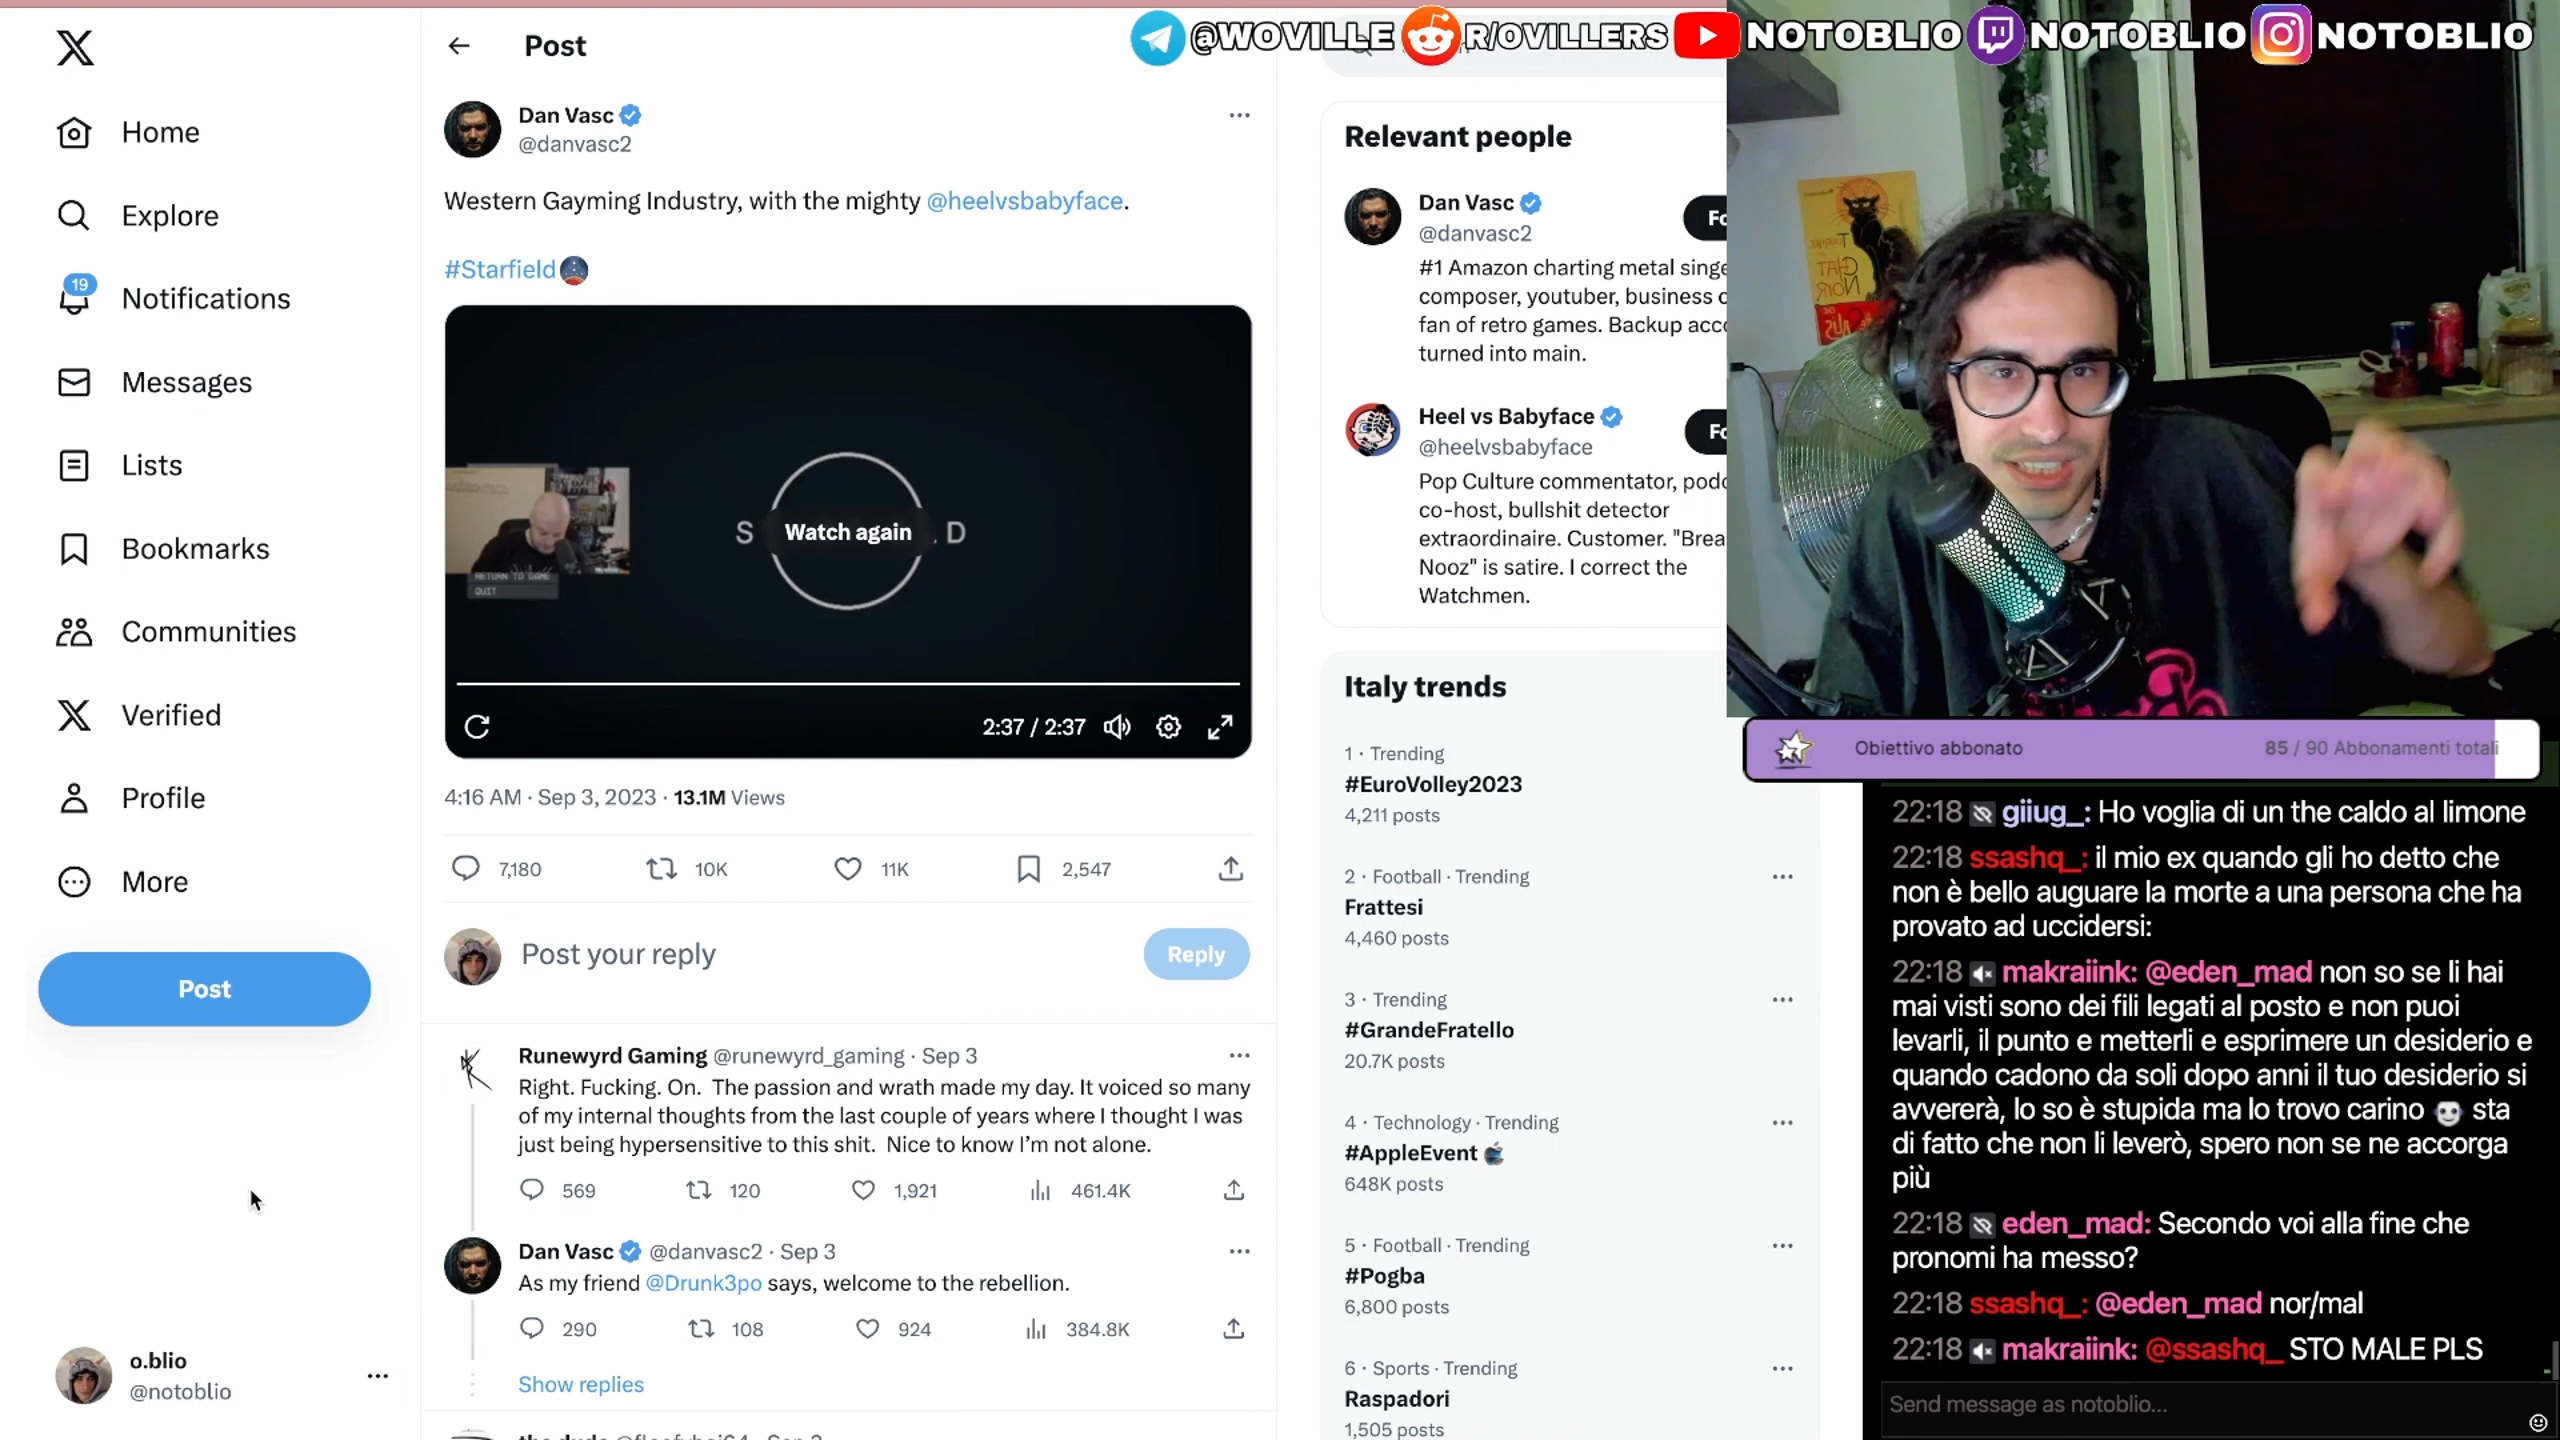 @WOVILLE R/OVILLERS NOTOBLIO NOTOBLIO NOTOBLIO
Home
Explore
19
Notifications
Messages
Lists
Bookmarks
Communities
Verified
Profile
More
Post
o.blio
@notoblio
Post
Dan Vasc
@danvasc2
Western Gayming Industry, with the mighty @heelvsbabyface.
#Starfield
RETURN TO GAME
QUIT
S Watch again D
2:37 / 2:37
4:16 AM · Sep 3, 2023 · 13.1M Views
7,180 10K 11K 2,547
Post your reply
Reply
Runewyrd Gaming @runewyrd_gaming · Sep 3
Right. Fucking. On. The passion and wrath made my day. It voiced so many
of my internal thoughts from the last couple of years where I thought I was
just being hypersensitive to this shit. Nice to know I'm not alone.
569 120 1,921 461.4K
Dan Vasc @danvasc2 · Sep 3
As my friend @Drunk3po says, welcome to the rebellion.
290 108 924 384.8K
Show replies
Relevant people
Dan Vasc
@danvasc2
Fo
#1 Amazon charting metal singe
composer, youtuber, business o
fan of retro games. Backup acc
turned into main.
Heel vs Babyface
@heelvsbabyface
Fo
Pop Culture commentator, podc
co-host, bullshit detector
extraordinaire. Customer. "Brea
Nooz" is satire. I correct the
Watchmen.
Italy trends
1 · Trending
#EuroVolley2023
4,211 posts
2 · Football · Trending
Frattesi
4,460 posts
3 · Trending
#GrandeFratello
20.7K posts
4 · Technology · Trending
#AppleEvent
648K posts
5 · Football · Trending
#Pogba
6,800 posts
6 · Sports · Trending
Raspadori
1,505 posts
CHAT
NOIR
Obiettivo abbonato 85 / 90 Abbonamenti totali
22:18 giiug_: Ho voglia di un the caldo al limone
22:18 ssashq_: il mio ex quando gli ho detto che
non è bello auguare la morte a una persona che ha
provato ad uccidersi:
22:18 makraiink: @eden_mad non so se li hai
mai visti sono dei fili legati al posto e non puoi
levarli, il punto e metterli e esprimere un desiderio e
quando cadono da soli dopo anni il tuo desiderio si
avvererà, lo so è stupida ma lo trovo carino sta
di fatto che non li leverò, spero non se ne accorga
più
22:18 eden_mad: Secondo voi alla fine che
pronomi ha messo?
22:18 ssashq_: @eden_mad nor/mal
22:18 makraiink: @ssashq_ STO MALE PLS
Send message as notoblio...